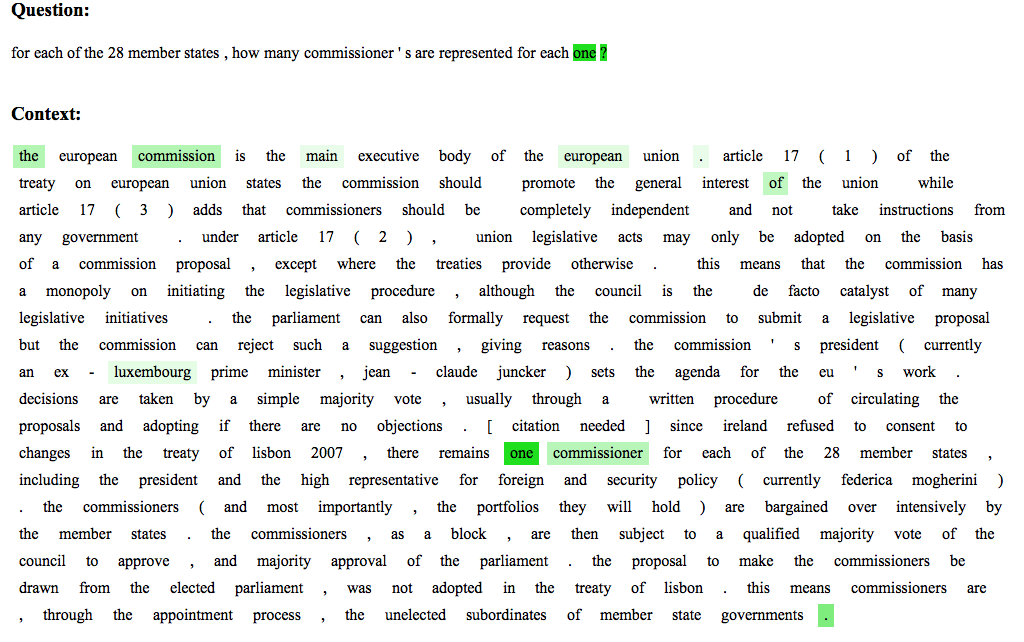 Question:
for each of the 28 member states , how many commissioner ' s are represented for each one ?
Context:
the european commission is the main executive body of the european union . article 17 ( 1 ) of the
treaty on european union states the commission should promote the general interest of the union while
article 17 ( 3 ) adds that commissioners should be completely independent and not take instructions from
any government . under article 17 ( 2 ) , union legislative acts may only be adopted on the basis
of a commission proposal , except where the treaties provide otherwise . this means that the commission has
a monopoly on initiating the legislative procedure , although the council is the de facto catalyst of many
legislative initiatives . the parliament can also formally request the commission to submit a legislative proposal
but the commission can reject such a suggestion , giving reasons . the commission ' s president ( currently
an ex - luxembourg prime minister , jean - claude juncker ) sets the agenda for the eu ' s work .
decisions are taken by a simple majority vote , usually through a written procedure of circulating the
proposals and adopting if there are no objections . [ citation needed ] since ireland refused to consent to
changes in the treaty of lisbon 2007 , there remains one commissioner for each of the 28 member states ,
including the president and the high representative for foreign and security policy ( currently federica mogherini )
. the commissioners ( and most importantly , the portfolios they will hold ) are bargained over intensively by
the member states . the commissioners , as a block , are then subject to a qualified majority vote of the
council to approve , and majority approval of the parliament . the proposal to make the commissioners be
drawn from the elected parliament , was not adopted in the treaty of lisbon . this means commissioners are
, through the appointment process , the unelected subordinates of member state governments .